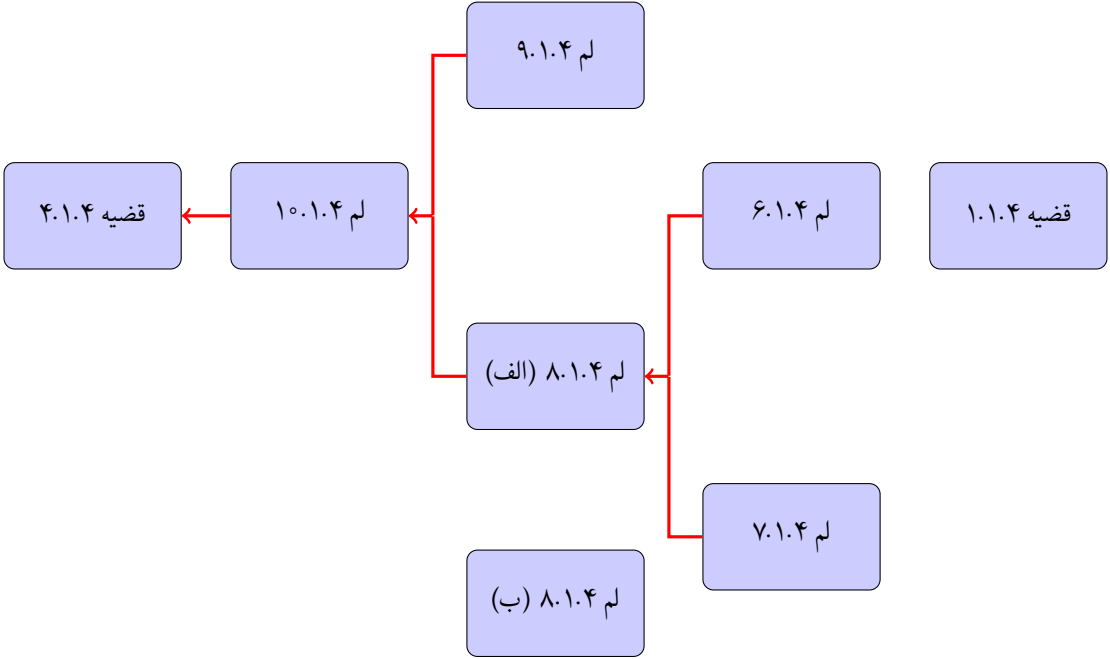 لم ۹.۱.۴
قضیه ۱.۱.۴
لم ۶.۱.۴
لم ۱۰.۱.۴
قضیه ۴.۱.۴
لم ۸.۱.۴ (الف)
لم ۷.۱.۴
لم ۸.۱.۴ (ب)